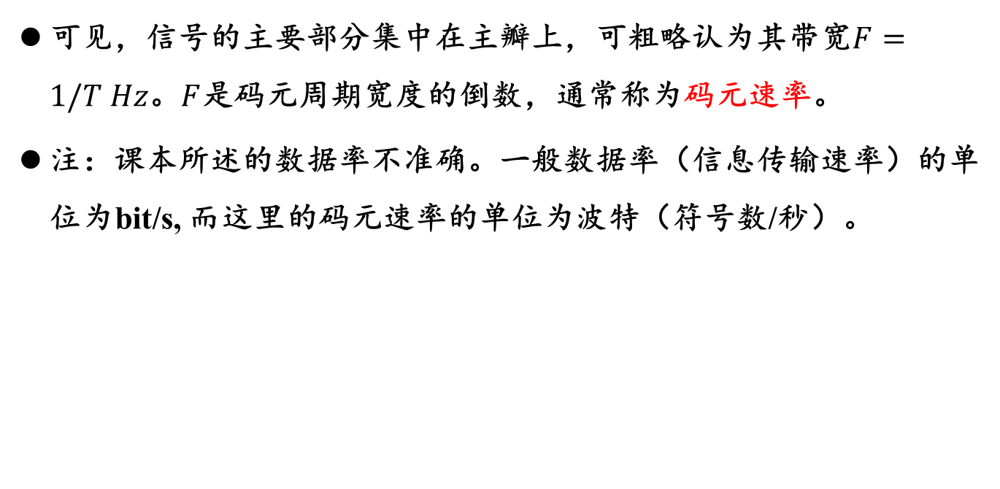 ● 可见，信号的主要部分集中在主瓣上，可粗略认为其带宽F =
1/T Hz。F是码元周期宽度的倒数，通常称为码元速率。
● 注：课本所述的数据率不准确。一般数据率（信息传输速率）的单
位为bit/s, 而这里的码元速率的单位为波特（符号数/秒）。